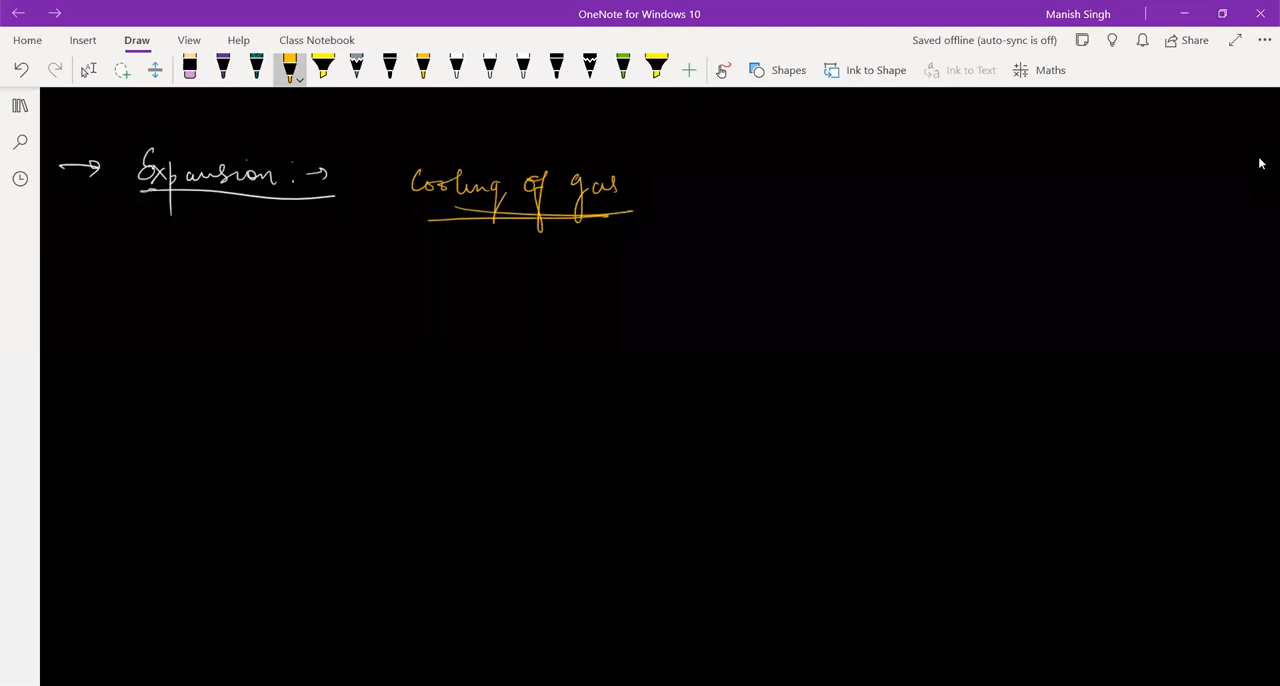 OneNote for Windows 10
Manish Singh
Home Insert Draw View Help Class Notebook
Saved offline (auto-sync is off) Share
Shapes Ink to Shape Ink to Text Maths
→ Expansion : → Cooling of gas